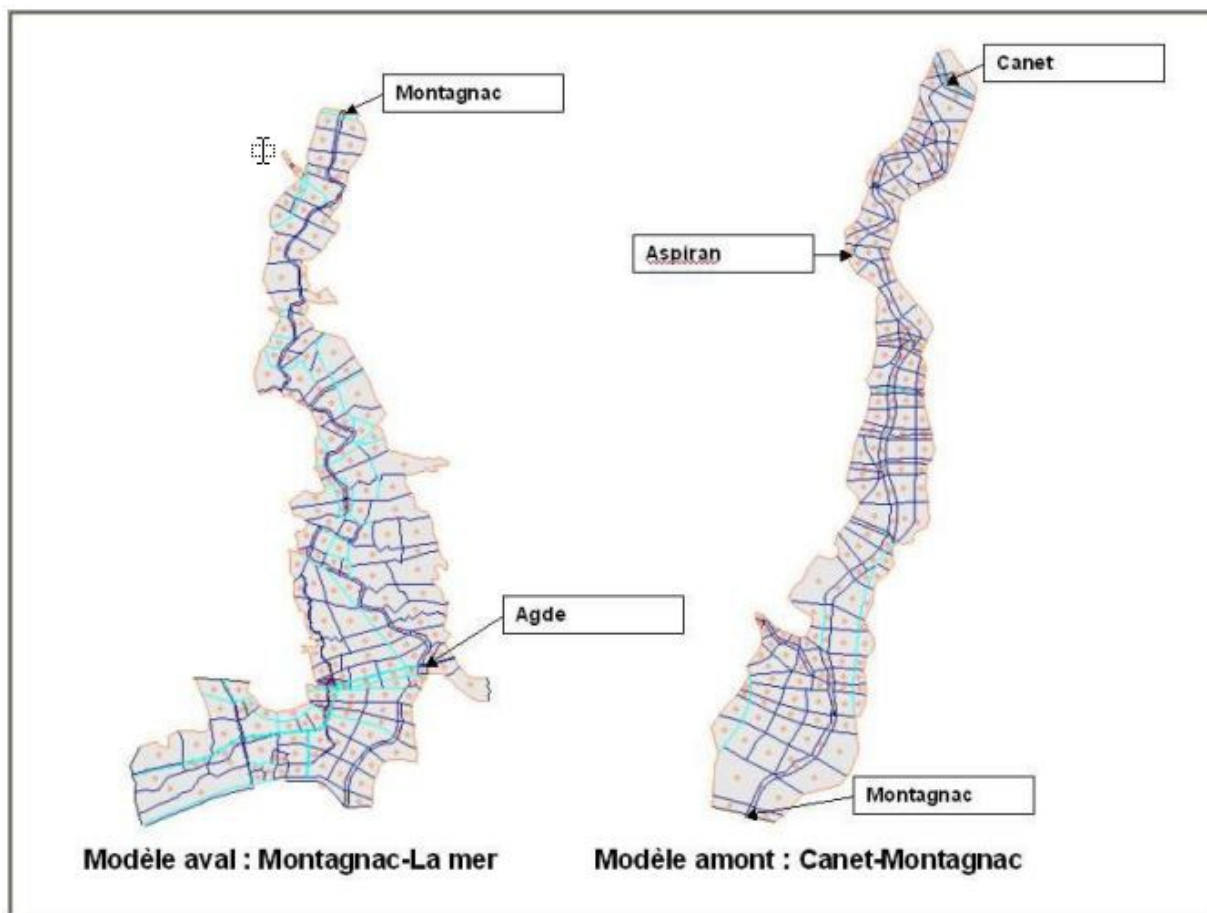 Canet
Montagnac
Aspiran
Agde
Montagnac
Modèle aval : Montagnac-La mer
Modèle amont : Canet-Montagnac